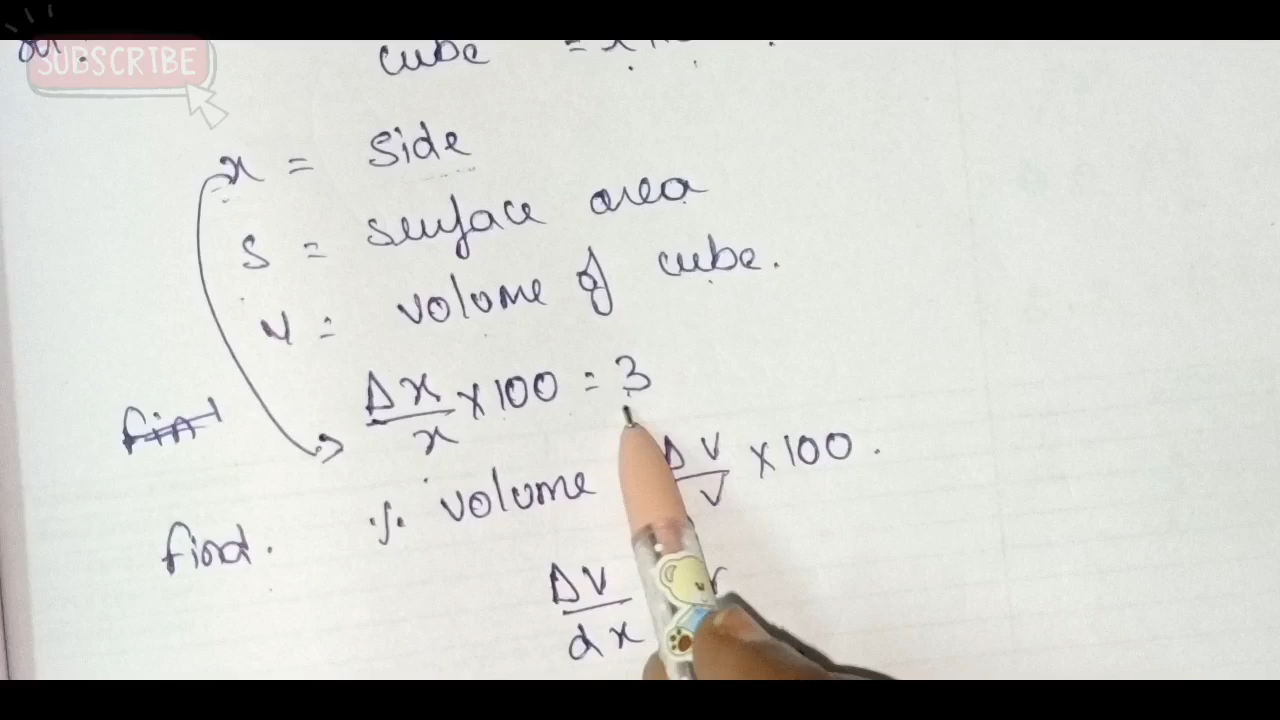 SUBSCRIBE
cube = x
x = side
S = surface area
V = volume of cube.
Δx/x × 100 = 3
% volume ΔV/V × 100.
find.
ΔV/dx